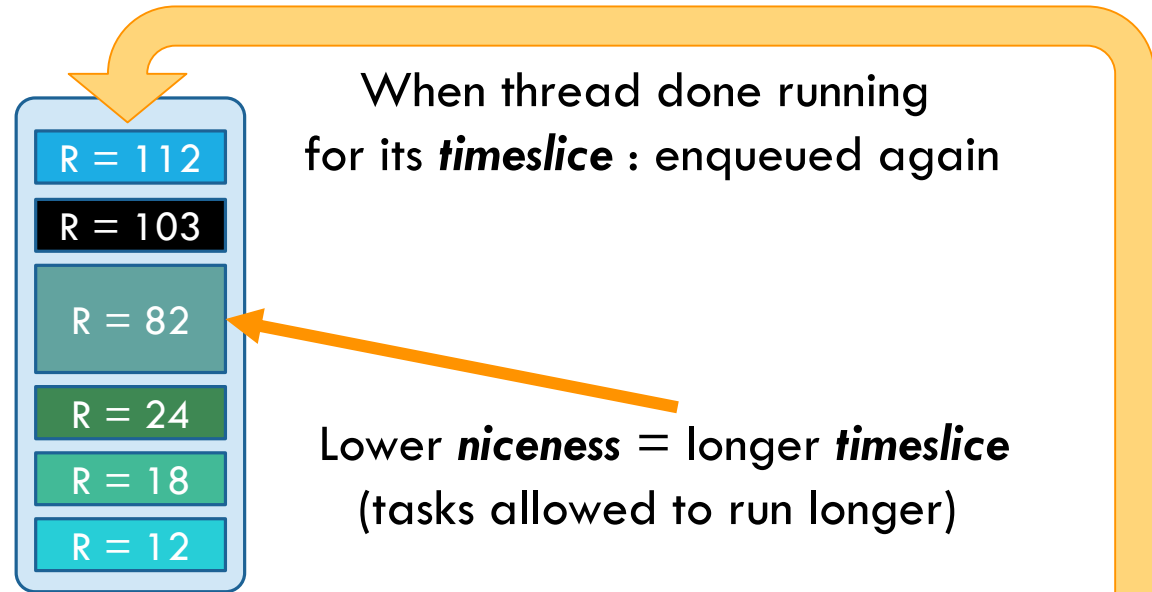 When thread done running
for its timeslice : enqueued again
R = 112
R = 103
R = 82
R = 24
R = 18
R = 12
Lower niceness = longer timeslice
(tasks allowed to run longer)